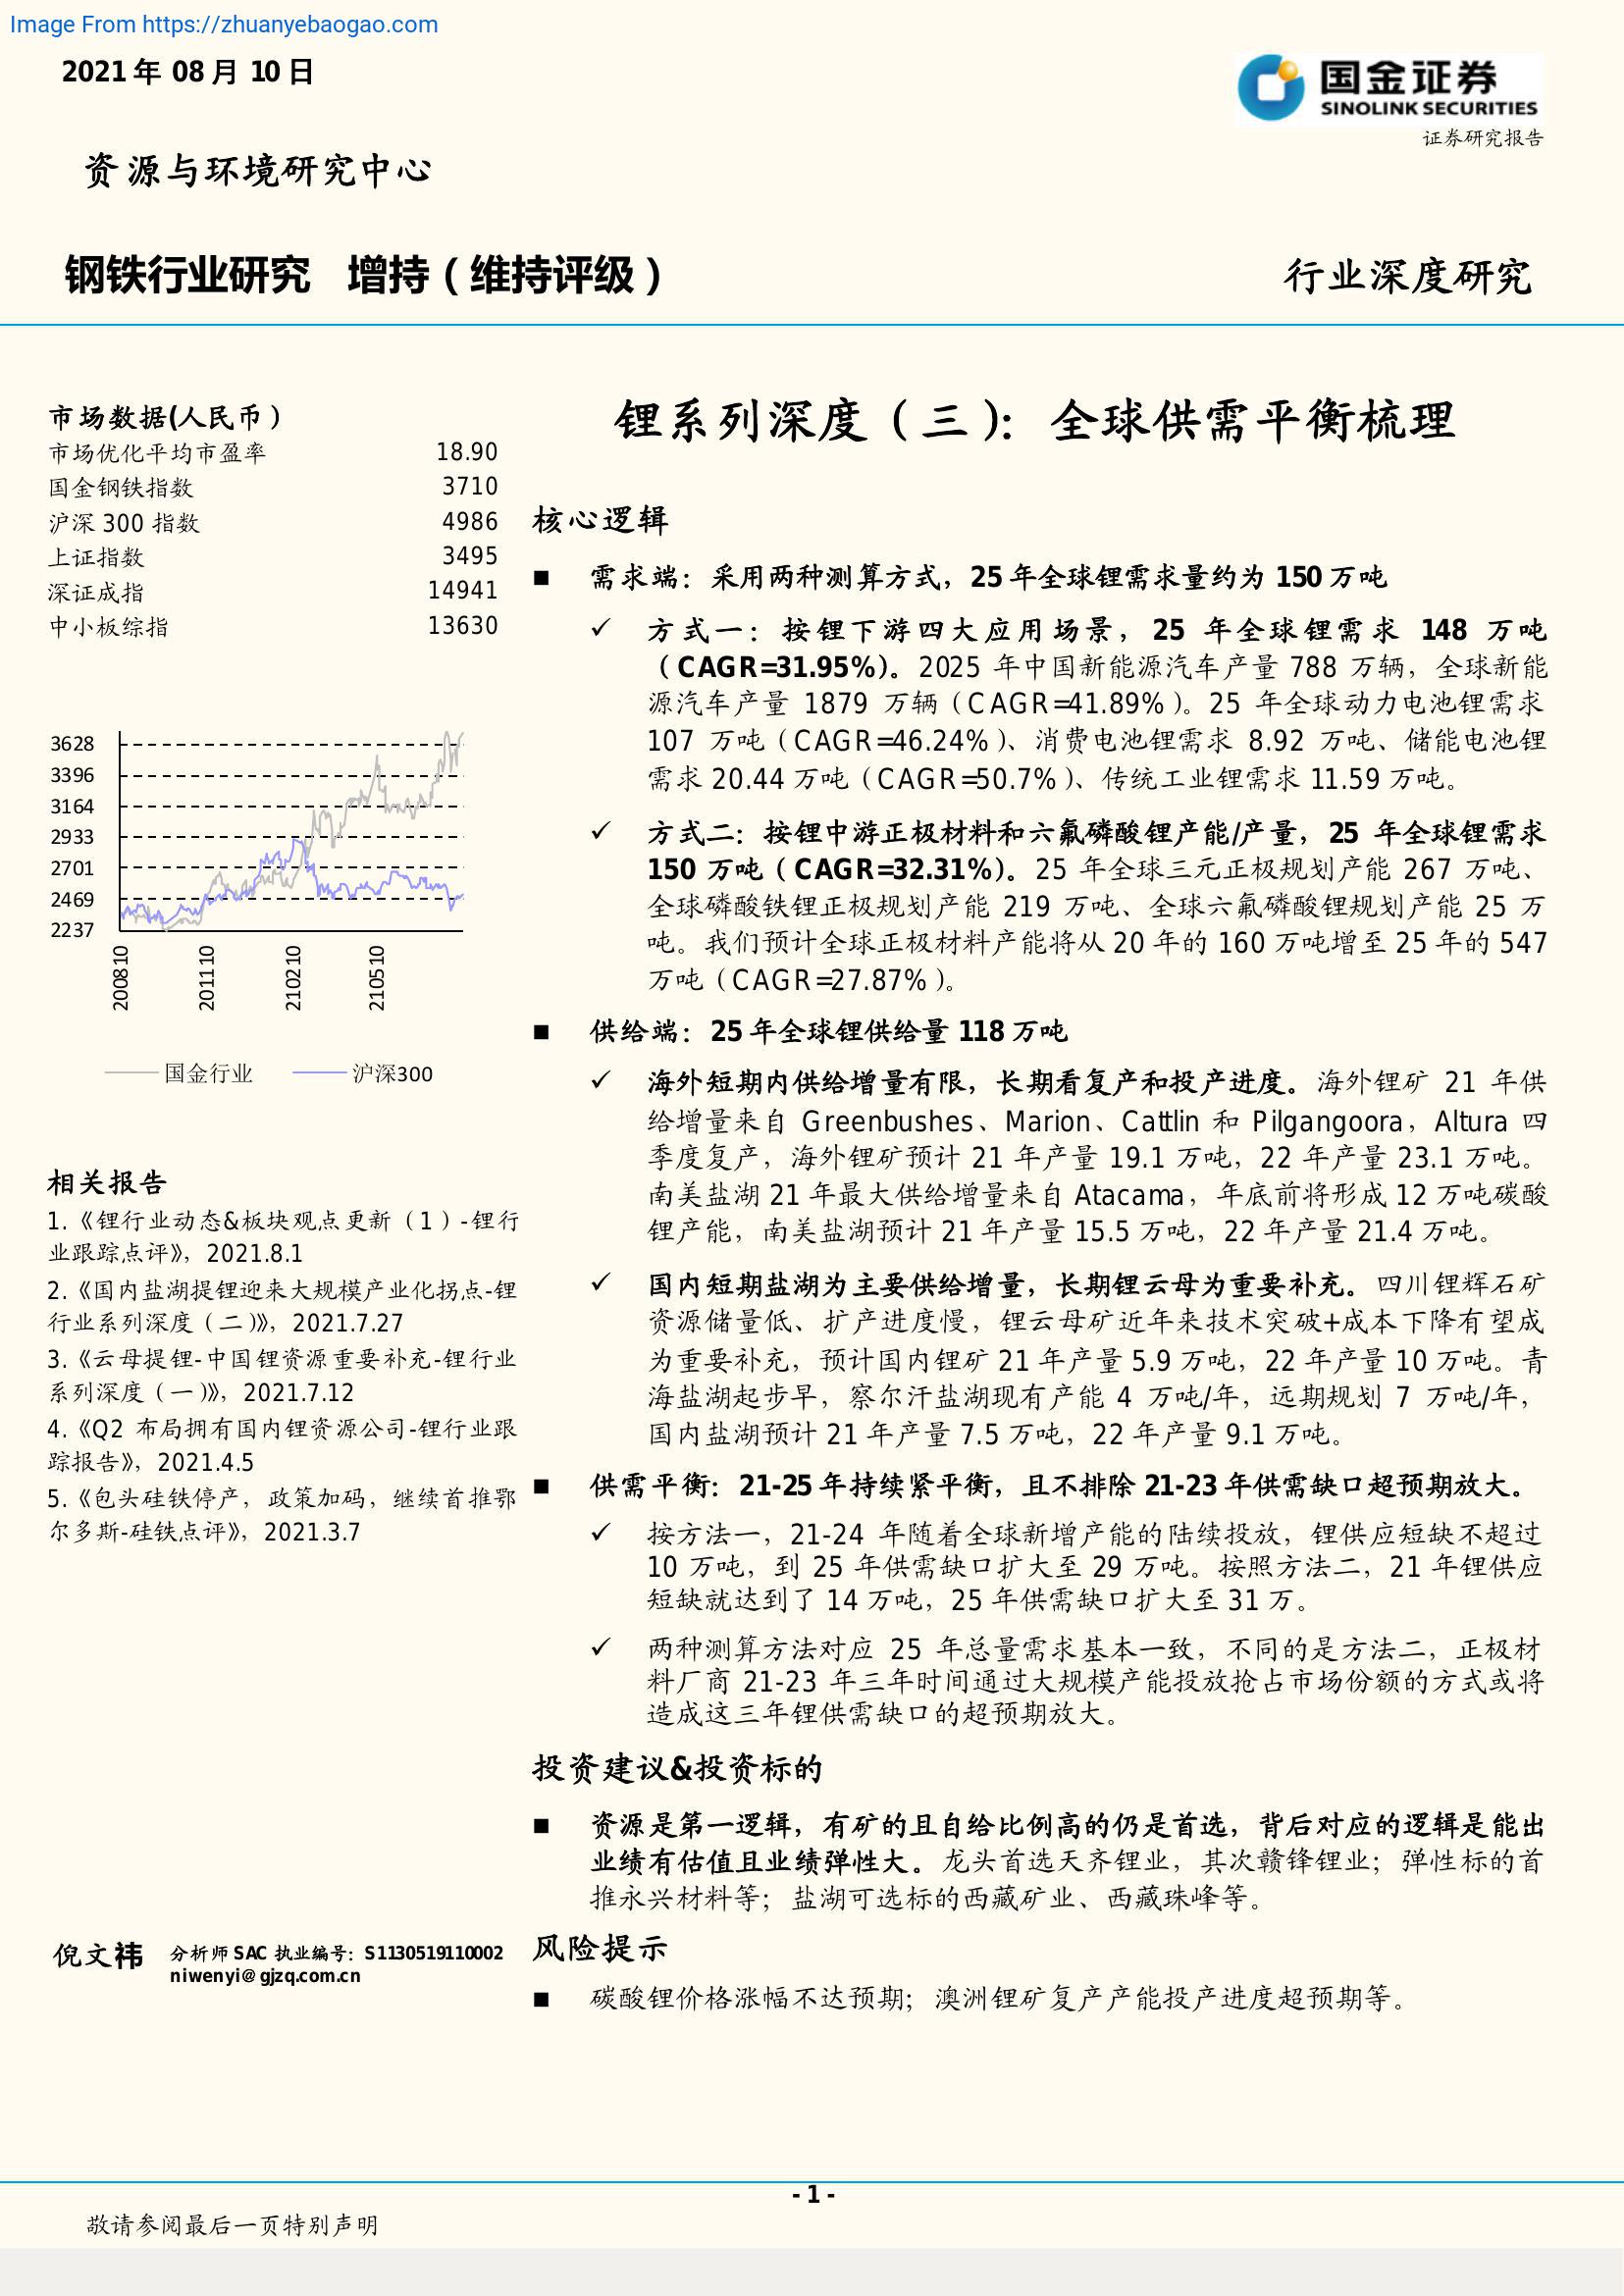 Image From https://zhuanyebaogao.com
2021 年 08 月 10 日
国金证券
SINOLINK SECURITIES
证券研究报告
资源与环境研究中心
钢铁行业研究 增持（维持评级）
行业深度研究
市场数据(人民币）
市场优化平均市盈率 18.90
国金钢铁指数 3710
沪深 300 指数 4986
上证指数 3495
深证成指 14941
中小板综指 13630
3628
3396
3164
2933
2701
2469
2237
200810
201110
210210
210510
国金行业 沪深300
相关报告
1.《锂行业动态&板块观点更新（1）-锂行
业跟踪点评》，2021.8.1
2.《国内盐湖提锂迎来大规模产业化拐点-锂
行业系列深度（二）》，2021.7.27
3.《云母提锂-中国锂资源重要补充-锂行业
系列深度（一）》，2021.7.12
4.《Q2 布局拥有国内锂资源公司-锂行业跟
踪报告》，2021.4.5
5.《包头硅铁停产，政策加码，继续首推鄂
尔多斯-硅铁点评》，2021.3.7
倪文祎 分析师 SAC 执业编号：S1130519110002
niwenyi@gjzq.com.cn
锂系列深度（三）：全球供需平衡梳理
核心逻辑
■ 需求端：采用两种测算方式，25 年全球锂需求量约为 150 万吨
✓ 方式一：按锂下游四大应用场景，25 年全球锂需求 148 万吨
（CAGR=31.95%）。2025 年中国新能源汽车产量 788 万辆，全球新能
源汽车产量 1879 万辆（CAGR=41.89%）。25 年全球动力电池锂需求
107 万吨（CAGR=46.24%）、消费电池锂需求 8.92 万吨、储能电池锂
需求 20.44 万吨（CAGR=50.7%）、传统工业锂需求 11.59 万吨。
✓ 方式二：按锂中游正极材料和六氟磷酸锂产能/产量，25 年全球锂需求
150 万吨（CAGR=32.31%）。25 年全球三元正极规划产能 267 万吨、
全球磷酸铁锂正极规划产能 219 万吨、全球六氟磷酸锂规划产能 25 万
吨。我们预计全球正极材料产能将从 20 年的 160 万吨增至 25 年的 547
万吨（CAGR=27.87%）。
■ 供给端：25 年全球锂供给量 118 万吨
✓ 海外短期内供给增量有限，长期看复产和投产进度。海外锂矿 21 年供
给增量来自 Greenbushes、Marion、Cattlin 和 Pilgangoora，Altura 四
季度复产，海外锂矿预计 21 年产量 19.1 万吨，22 年产量 23.1 万吨。
南美盐湖 21 年最大供给增量来自 Atacama，年底前将形成 12 万吨碳酸
锂产能，南美盐湖预计 21 年产量 15.5 万吨，22 年产量 21.4 万吨。
✓ 国内短期盐湖为主要供给增量，长期锂云母为重要补充。四川锂辉石矿
资源储量低、扩产进度慢，锂云母矿近年来技术突破+成本下降有望成
为重要补充，预计国内锂矿 21 年产量 5.9 万吨，22 年产量 10 万吨。青
海盐湖起步早，察尔汗盐湖现有产能 4 万吨/年，远期规划 7 万吨/年，
国内盐湖预计 21 年产量 7.5 万吨，22 年产量 9.1 万吨。
■ 供需平衡：21-25 年持续紧平衡，且不排除 21-23 年供需缺口超预期放大。
✓ 按方法一，21-24 年随着全球新增产能的陆续投放，锂供应短缺不超过
10 万吨，到 25 年供需缺口扩大至 29 万吨。按照方法二，21 年锂供应
短缺就达到了 14 万吨，25 年供需缺口扩大至 31 万。
✓ 两种测算方法对应 25 年总量需求基本一致，不同的是方法二，正极材
料厂商 21-23 年三年时间通过大规模产能投放抢占市场份额的方式或将
造成这三年锂供需缺口的超预期放大。
投资建议&投资标的
■ 资源是第一逻辑，有矿的且自给比例高的仍是首选，背后对应的逻辑是能出
业绩有估值且业绩弹性大。龙头首选天齐锂业，其次赣锋锂业；弹性标的首
推永兴材料等；盐湖可选标的西藏矿业、西藏珠峰等。
风险提示
■ 碳酸锂价格涨幅不达预期；澳洲锂矿复产产能投产进度超预期等。
- 1 -
敬请参阅最后一页特别声明